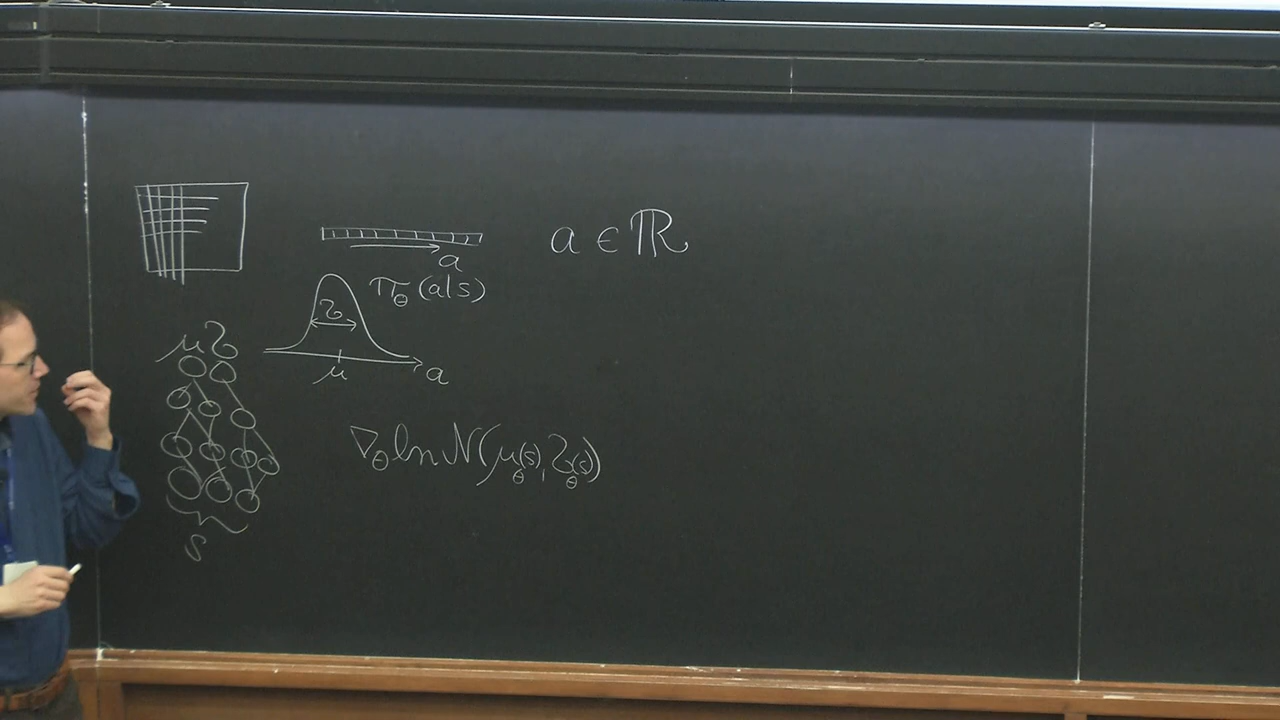 a ∈ ℝ
a
π_θ(a|s)
Σ
μ Σ
μ
a
∇_θ ln N(μ_θ(s), Σ_θ(s))
s